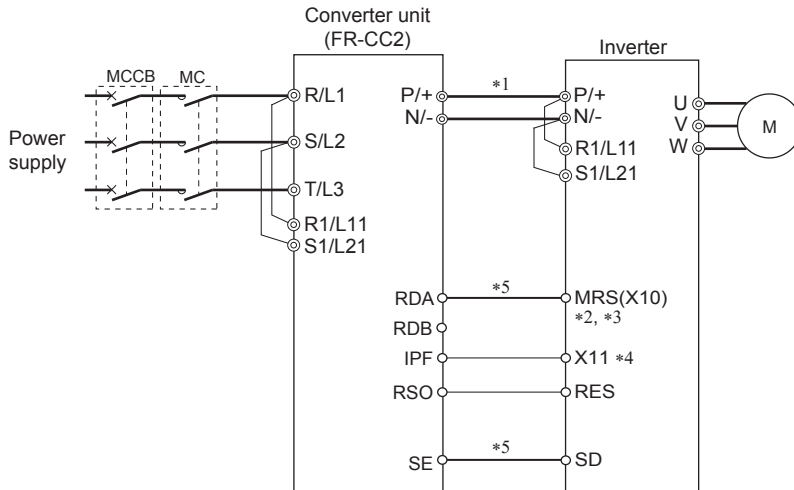 Converter unit
(FR-CC2)
Inverter
MCCB
MC
R/L1
P/+
*1
P/+
U
Power
supply
S/L2
N/-
N/-
V
M
R1/L11
W
T/L3
S1/L21
R1/L11
S1/L21
RDA
*5
MRS(X10)
*2, *3
RDB
IPF
X11 *4
RSO
RES
SE
*5
SD